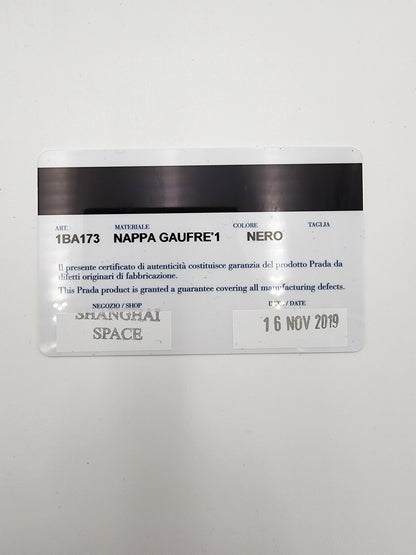 ART. MATERIALE COLORE TAGLIA
1BA173 NAPPA GAUFRE'1 NERO
Il presente certificato di autenticità costituisce garanzia del prodotto Prada da
difetti originari di fabbricazione.
This Prada product is granted a guarantee covering all manufacturing defects.
NEGOZIO / SHOP DATA / DATE
SHANGHAI
SPACE
16 NOV 2019